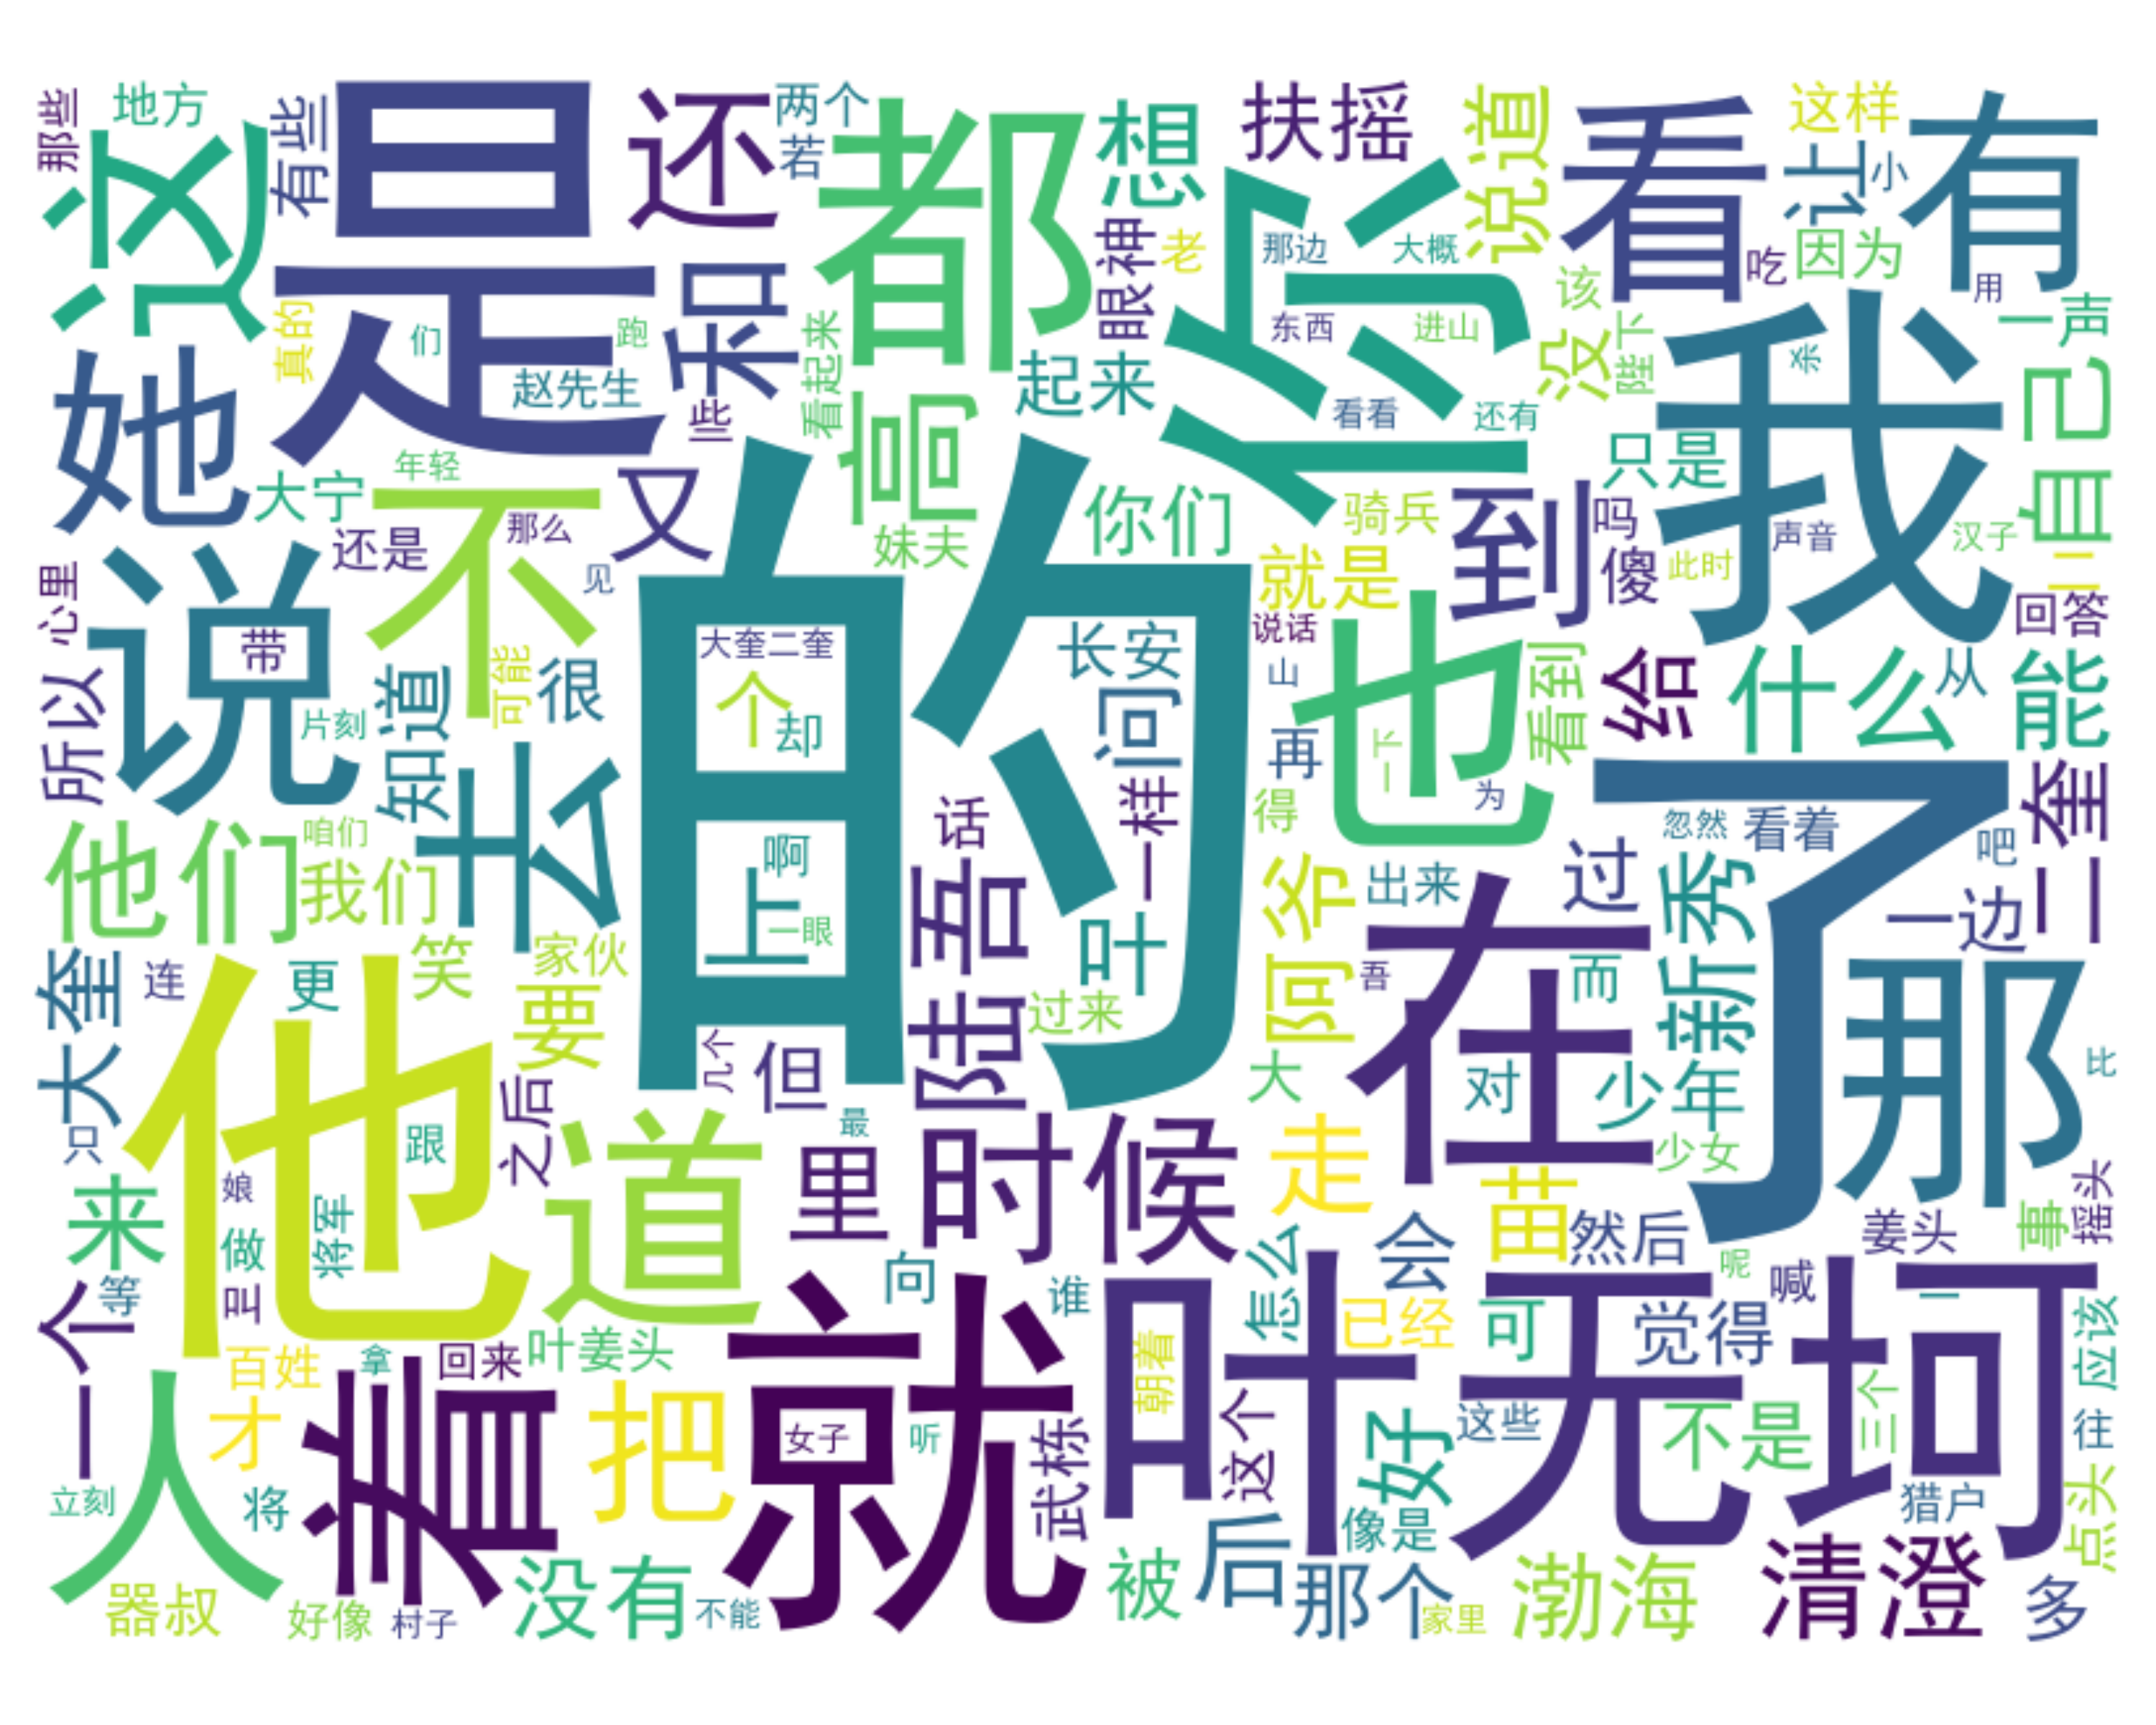 那些
地方
这
有些
是
还
两个
若
都
想
扶摇
说道
看
这样
让
小
有
她
真的
们
跑
赵先生
和
些
看起来
向
起来
眼神
老
你
那边
大概
东西
进山
看看
还有
该
没
陛下
吃
因为
用
一声
我
杀
自己
大宁
年轻
不
还是
那么
见
又
妹夫
你们
骑兵
就是
到
吗
傻
只是
此时
声音
汉子
一
回答
心里
说
带
所以
片刻
知道
可能
很
去
的
大奎二奎
个
却
啊
上
一眼
长安
问
话
一样
说话
山
再
得
也
一下
为
看到
给
什么
从
能
二奎
他们
咱们
我们
家伙
大奎
连
更
笑
要
陆吾
叶
过来
阿爷
出来
吾
在
过
新秀
而
忽然
看着
吧
一边
了
那
比
只
他
跟
娘
将军
之后
道
几个
但
最
里
时候
大
走
对
少年
少女
苗
然后
姜头
事
摇头
来
做
叫
等
一个
叶姜头
向
谁
怎么
会
已经
可
觉得
呢
喊
叶无坷
一
应该
百姓
拿
回来
人
才
立刻
将
着
把
就
女子
听
武栋
朝着
这个
好
这些
不是
三个
往
猎户
点头
像是
器叔
好像
村子
没有
不能
被
后
那个
家里
渤海
清澄
多